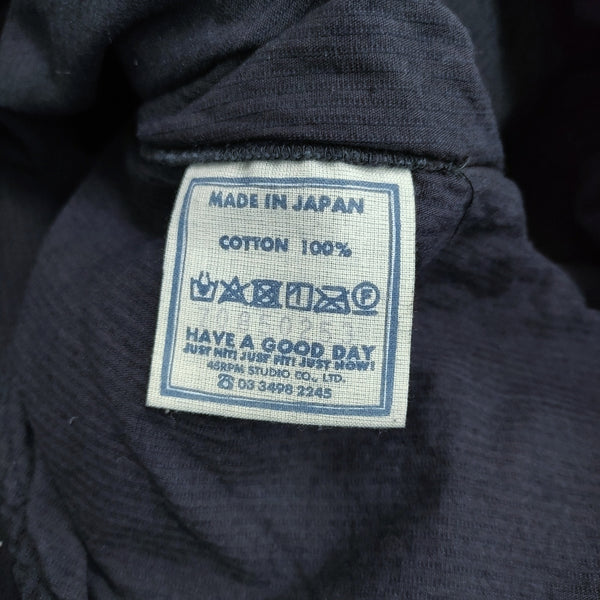 MADE IN JAPAN
COTTON 100%
F
HAVE A GOOD DAY
JUST HIT! JUST FIT! JUST NOW!
45RPM STUDIO CO., LTD.
☎ 03 3498 2245